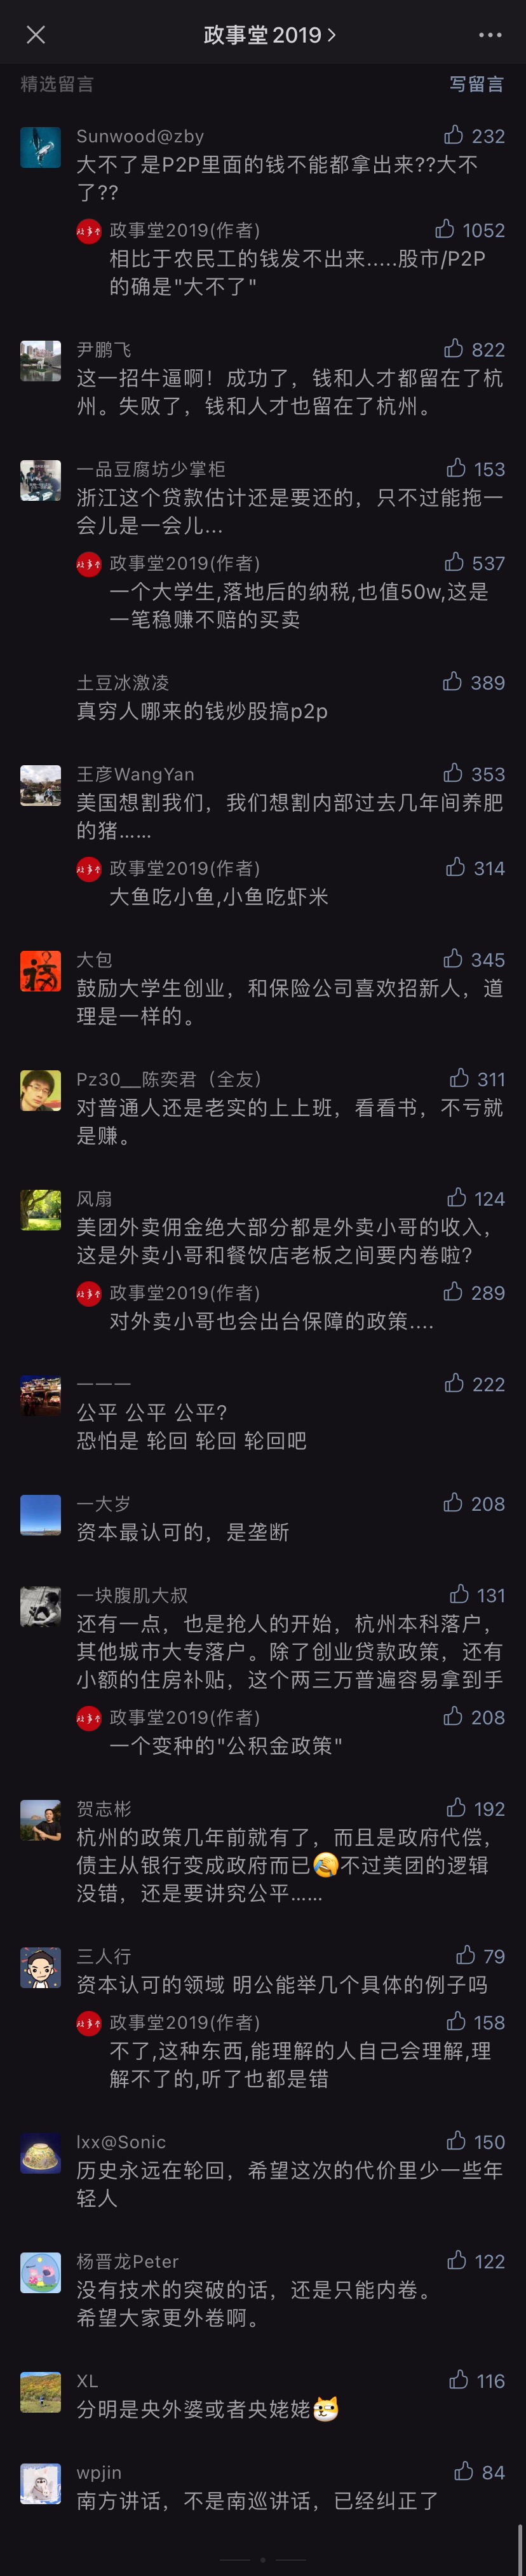 政事堂2019
精选留言
写留言
Sunwood@zby
232
大不了是P2P里面的钱不能都拿出来??大不
了??
政事堂2019(作者)
1052
相比于农民工的钱发不出来.....股市/P2P
的确是"大不了"
尹鹏飞
822
这一招牛逼啊！成功了，钱和人才都留在了杭
州。失败了，钱和人才也留在了杭州。
一品豆腐坊少掌柜
153
浙江这个贷款估计还是要还的，只不过能拖一
会儿是一会儿...
政事堂2019(作者)
537
一个大学生,落地后的纳税,也值50w,这是
一笔稳赚不赔的买卖
土豆冰激凌
389
真穷人哪来的钱炒股搞p2p
王彦WangYan
353
美国想割我们，我们想割内部过去几年间养肥
的猪……
政事堂2019(作者)
314
大鱼吃小鱼,小鱼吃虾米
大包
345
鼓励大学生创业，和保险公司喜欢招新人，道
理是一样的。
Pz30__陈奕君（全友）
311
对普通人还是老实的上上班，看看书，不亏就
是赚。
风扇
124
美团外卖佣金绝大部分都是外卖小哥的收入，
这是外卖小哥和餐饮店老板之间要内卷啦?
政事堂2019(作者)
289
对外卖小哥也会出台保障的政策....
一一一
222
公平 公平 公平?
恐怕是 轮回 轮回 轮回吧
一大岁
208
资本最认可的，是垄断
一块腹肌大叔
131
还有一点，也是抢人的开始，杭州本科落户，
其他城市大专落户。除了创业贷款政策，还有
小额的住房补贴，这个两三万普遍容易拿到手
政事堂2019(作者)
208
一个变种的"公积金政策"
贺志彬
192
杭州的政策几年前就有了，而且是政府代偿，
债主从银行变成政府而已🤣不过美团的逻辑
没错，还是要讲究公平……
三人行
79
资本认可的领域 明公能举几个具体的例子吗
政事堂2019(作者)
158
不了,这种东西,能理解的人自己会理解,理
解不了的,听了也都是错
lxx@Sonic
150
历史永远在轮回，希望这次的代价里少一些年
轻人
杨晋龙Peter
122
没有技术的突破的话，还是只能内卷。
希望大家更外卷啊。
XL
116
分明是央外婆或者央姥姥
wpjin
84
南方讲话，不是南巡讲话，已经纠正了